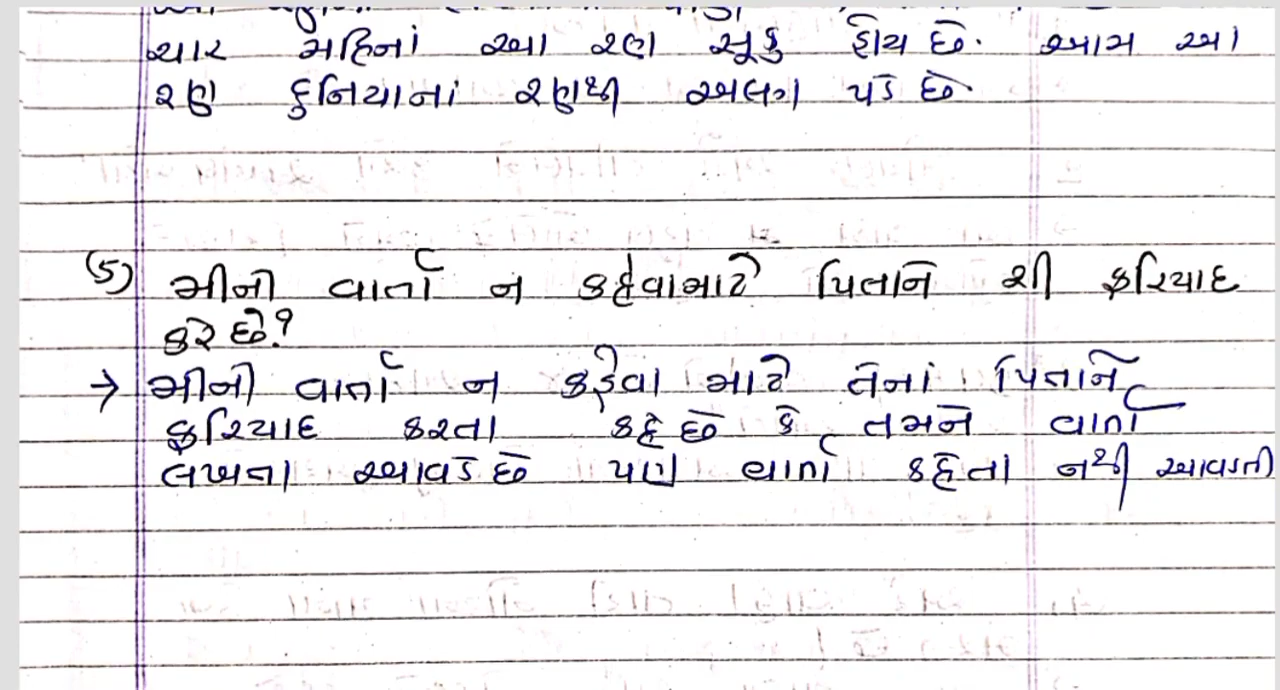 ચાર મહિનાં આ રણ સૂકુ હોય છે. આમ આ
રણ દુનિયાનાં રણથી અલગ પડે છે.
(5) મીની વાર્તા ન કહેવામાટે પિતાને શી ફરિયાદ
કરે છે?
→ મીની વાર્તા ન કહેવા માટે તેનાં પિતાને
ફરિયાદ કરતા કહે છે કે તમને વાર્તા
લખતા આવડે છે પણ વાર્તા કહેતા નથી આવડતી